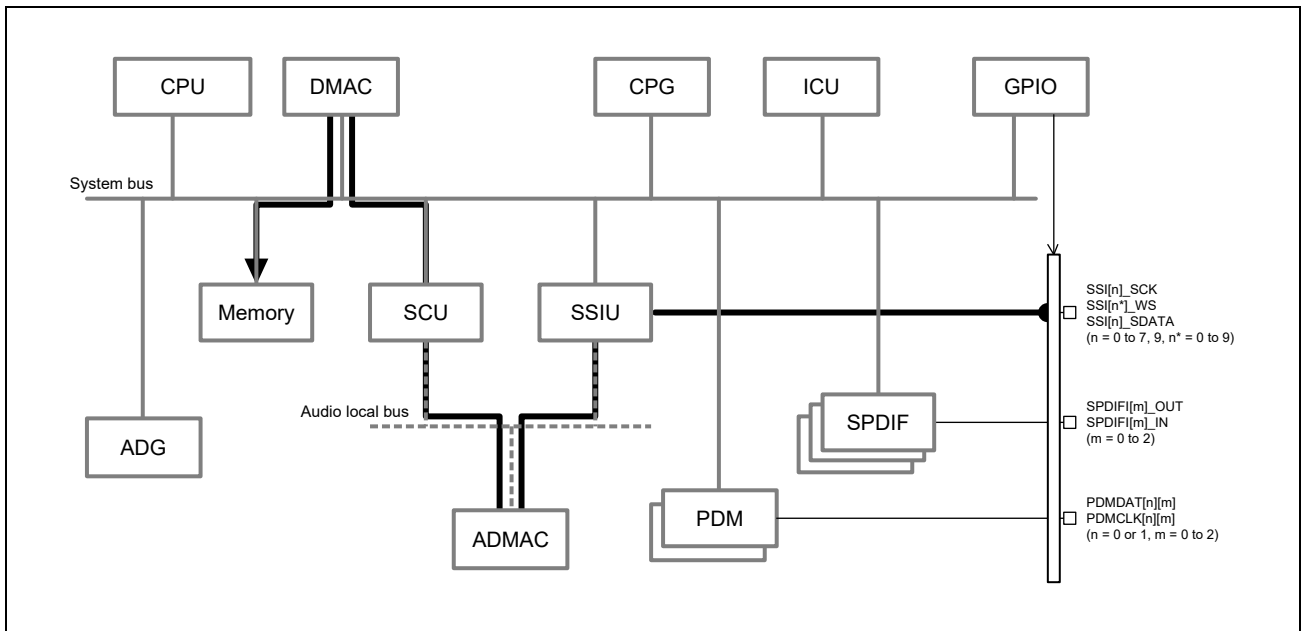 CPU
DMAC
CPG
ICU
GPIO
System bus
Memory
SCU
SSIU
SSI[n]_SCK
SSI[n*]_WS
SSI[n]_SDATA
(n = 0 to 7, 9, n* = 0 to 9)
Audio local bus
ADG
SPDIF
SPDIFI[m]_OUT
SPDIFI[m]_IN
(m = 0 to 2)
ADMAC
PDM
PDMDAT[n][m]
PDMCLK[n][m]
(n = 0 or 1, m = 0 to 2)